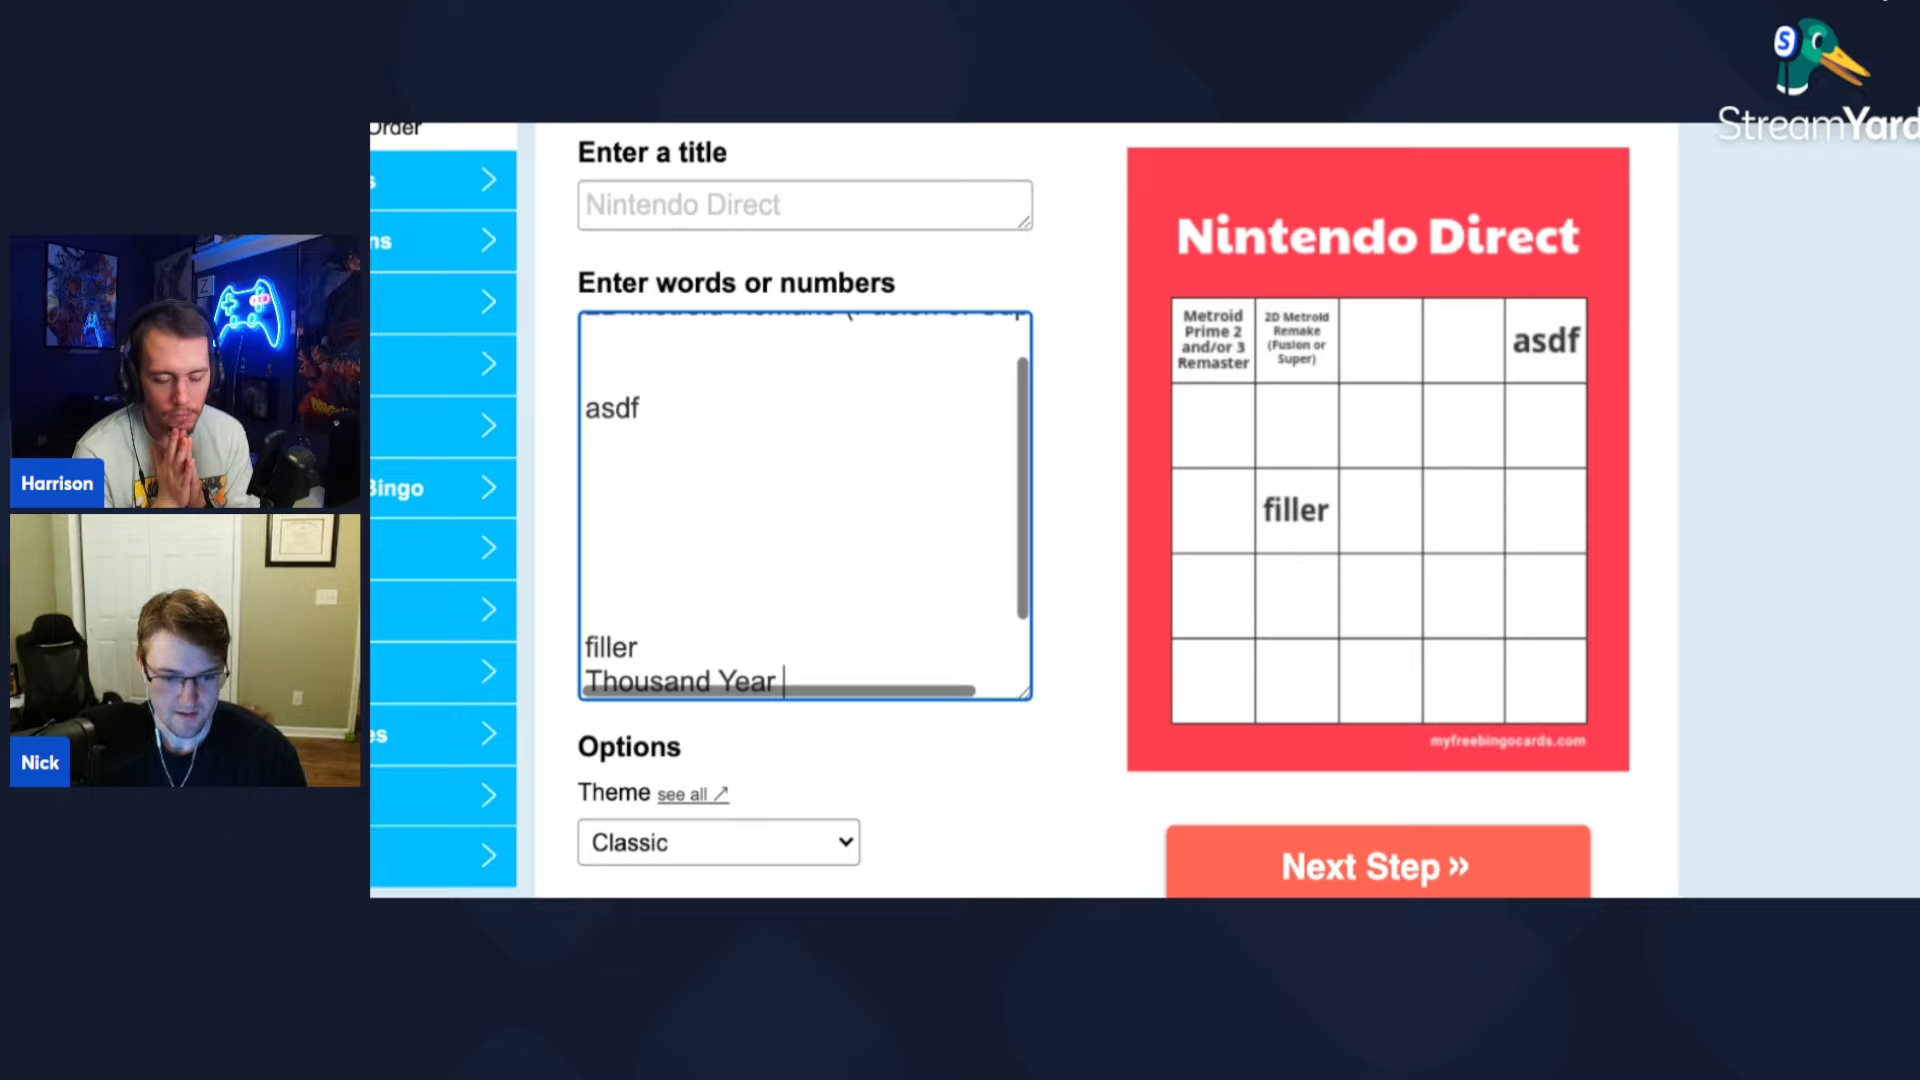 StreamYard
Order
s
ns
Bingo
es
Enter a title
Nintendo Direct
Enter words or numbers
asdf
filler
Thousand Year
Options
Theme see all ↗
Classic
Nintendo Direct
Metroid
Prime 2
and/or 3
Remaster
2D Metroid
Remake
(Fusion or
Super)
asdf
filler
myfreebingocards.com
Next Step »
Harrison
Nick